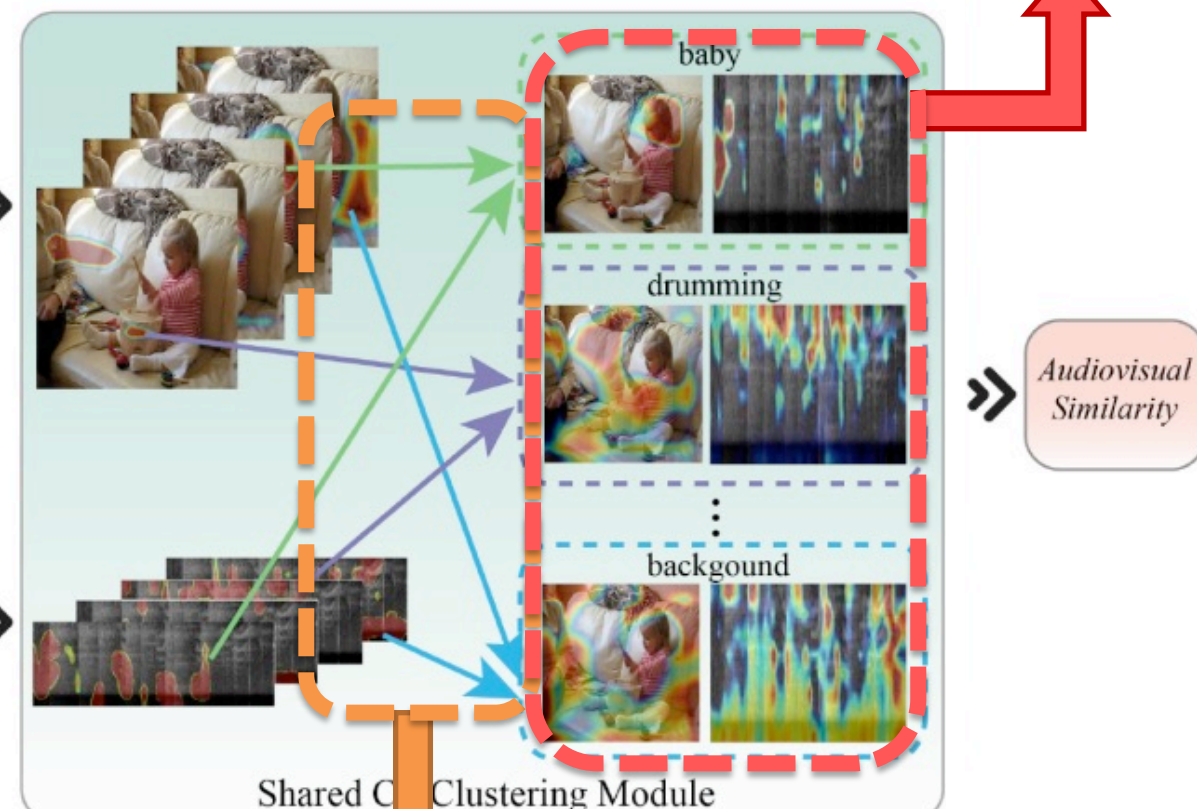 baby
drumming
backgound
Audiovisual
Similarity
Shared C Clustering Module